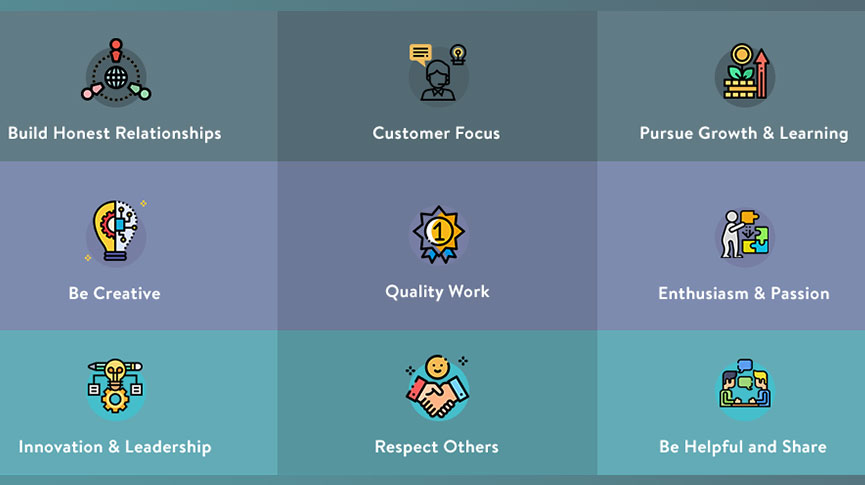 Build Honest Relationships
Customer Focus
Pursue Growth & Learning
Be Creative
Quality Work
Enthusiasm & Passion
Innovation & Leadership
Respect Others
Be Helpful and Share
1